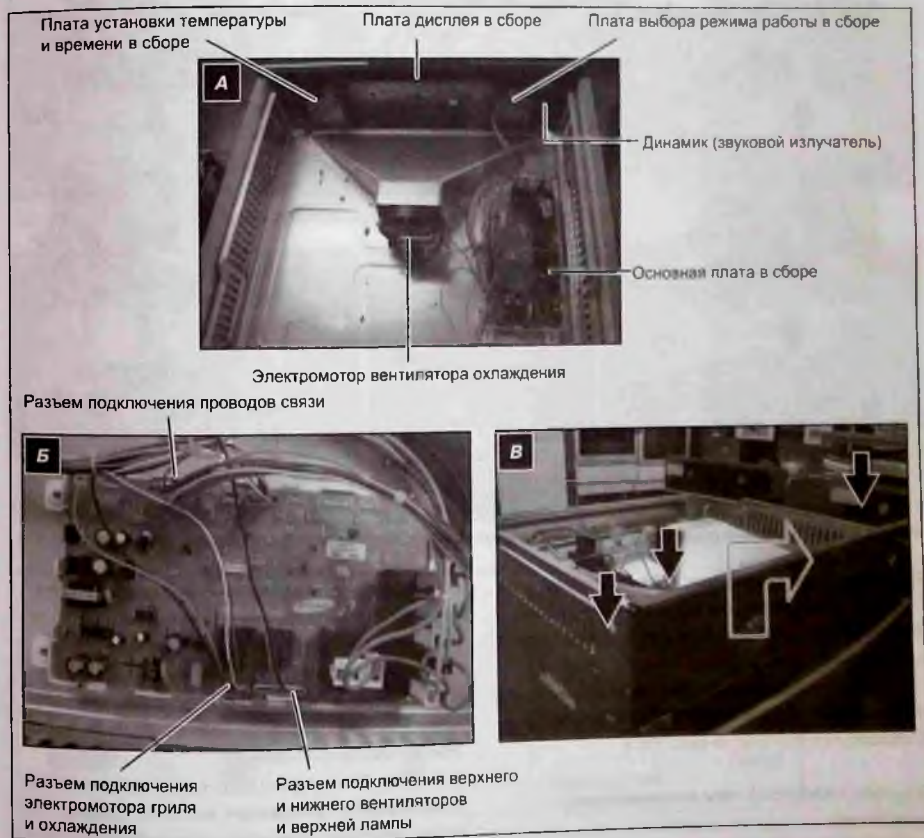 Плата установки температуры
и времени в сборе
Плата дисплея в сборе
Плата выбора режима работы в сборе
А
Динамик (звуковой излучатель)
Основная плата в сборе
Электромотор вентилятора охлаждения
Разъем подключения проводов связи
Б
В
Разъем подключения
электромотора гриля
и охлаждения
Разъем подключения верхнего
и нижнего вентиляторов
и верхней лампы